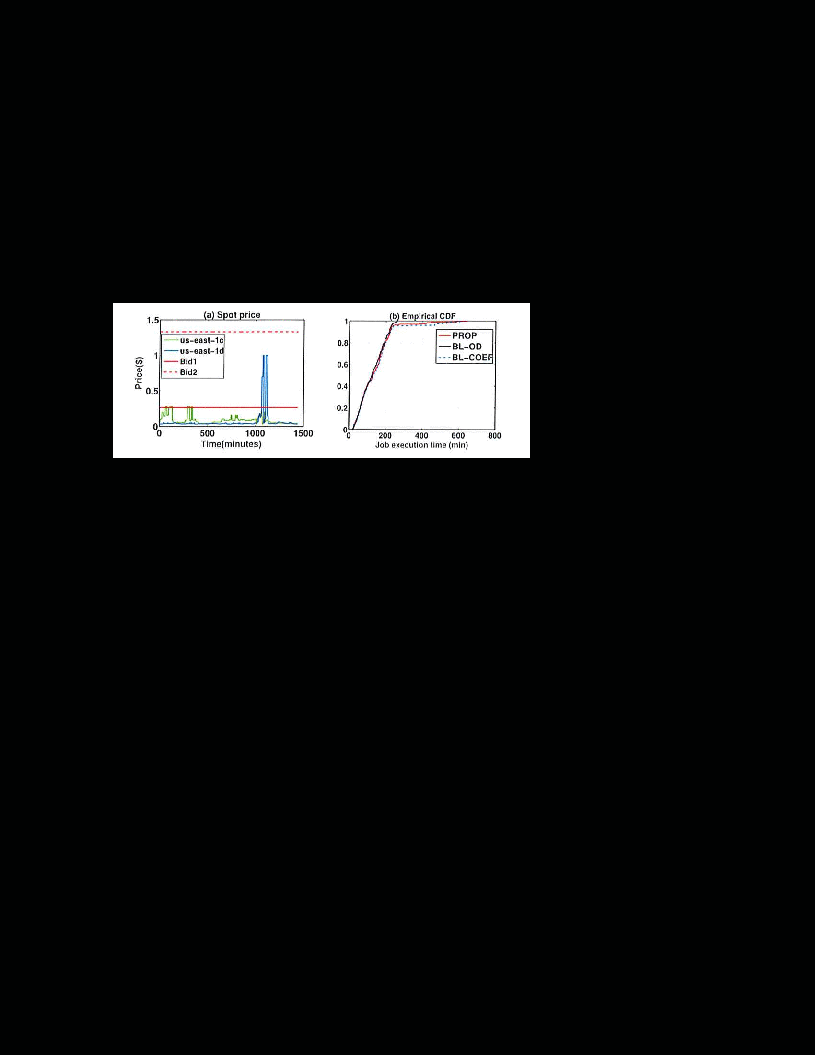 (a) Spot price
1.5
1
0.5
0
Price($)
us-east-1c
us-east-1d
Bid1
Bid2
0 500 1000 1500
Time(minutes)
(b) Empirical CDF
1
0.8
0.6
0.4
0.2
0
PROP
BL-OD
BL-COEF
0 200 400 600 800
Job execution time (min)